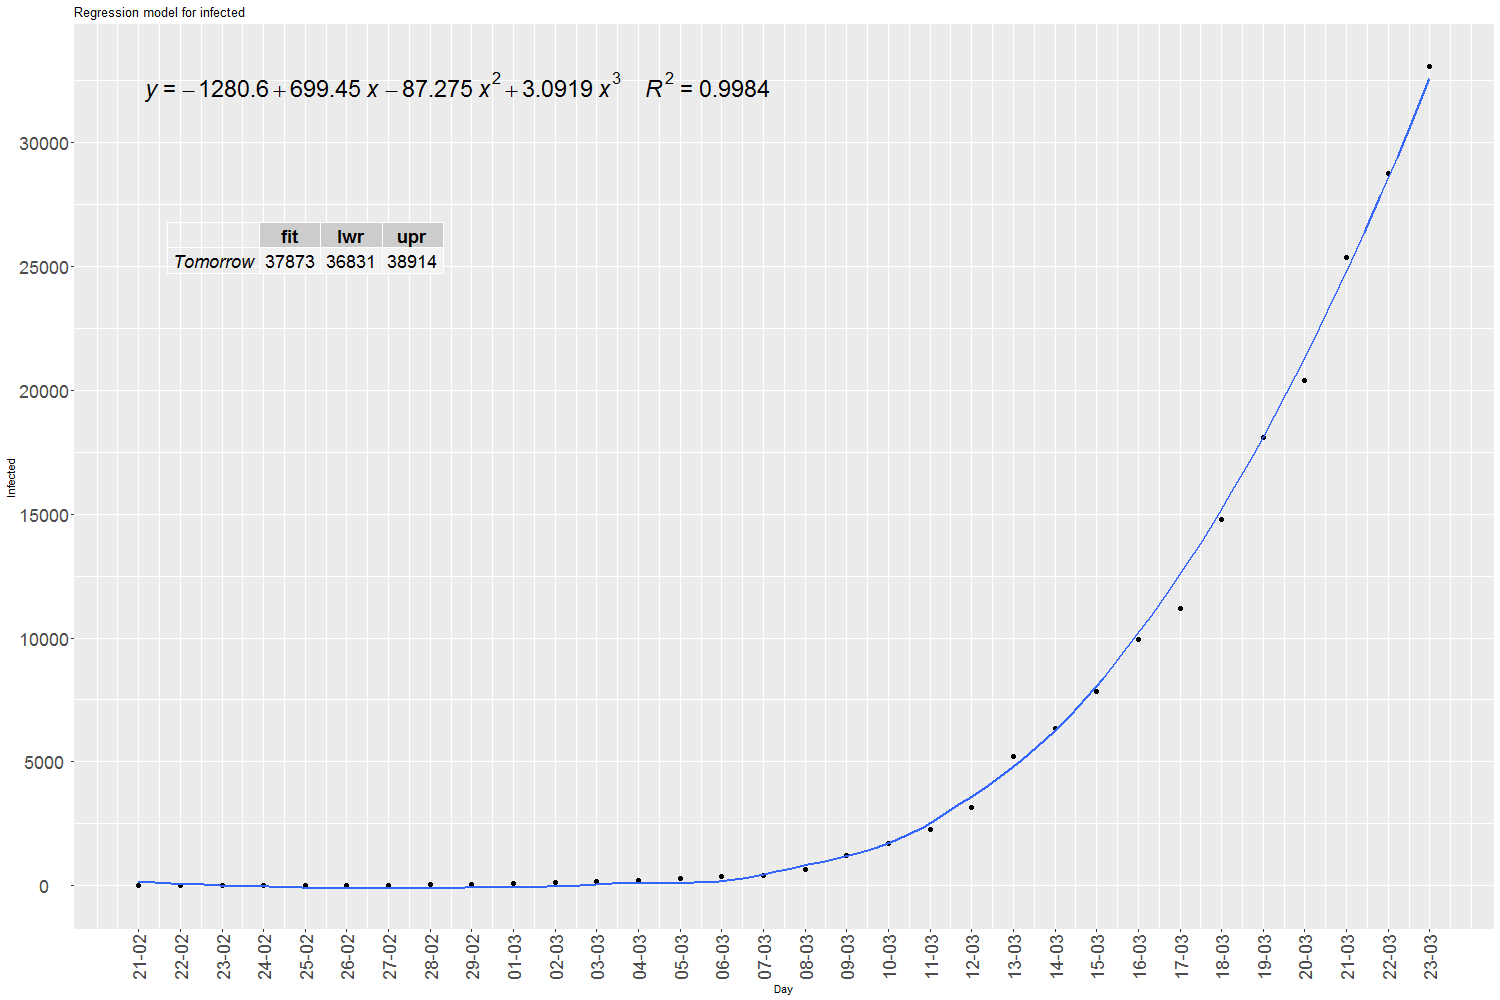 Regression model for infected
y = −1280.6+699.45 x−87.275 x² +3.0919 x³ R² = 0.9984
fit lwr upr
Tomorrow 37873 36831 38914
30000
25000
20000
15000
10000
5000
0
Infected
21-02 22-02 23-02 24-02 25-02 26-02 27-02 28-02 29-02 01-03 02-03 03-03 04-03 05-03 06-03 07-03 08-03 09-03 10-03 11-03 12-03 13-03 14-03 15-03 16-03 17-03 18-03 19-03 20-03 21-03 22-03 23-03
Day